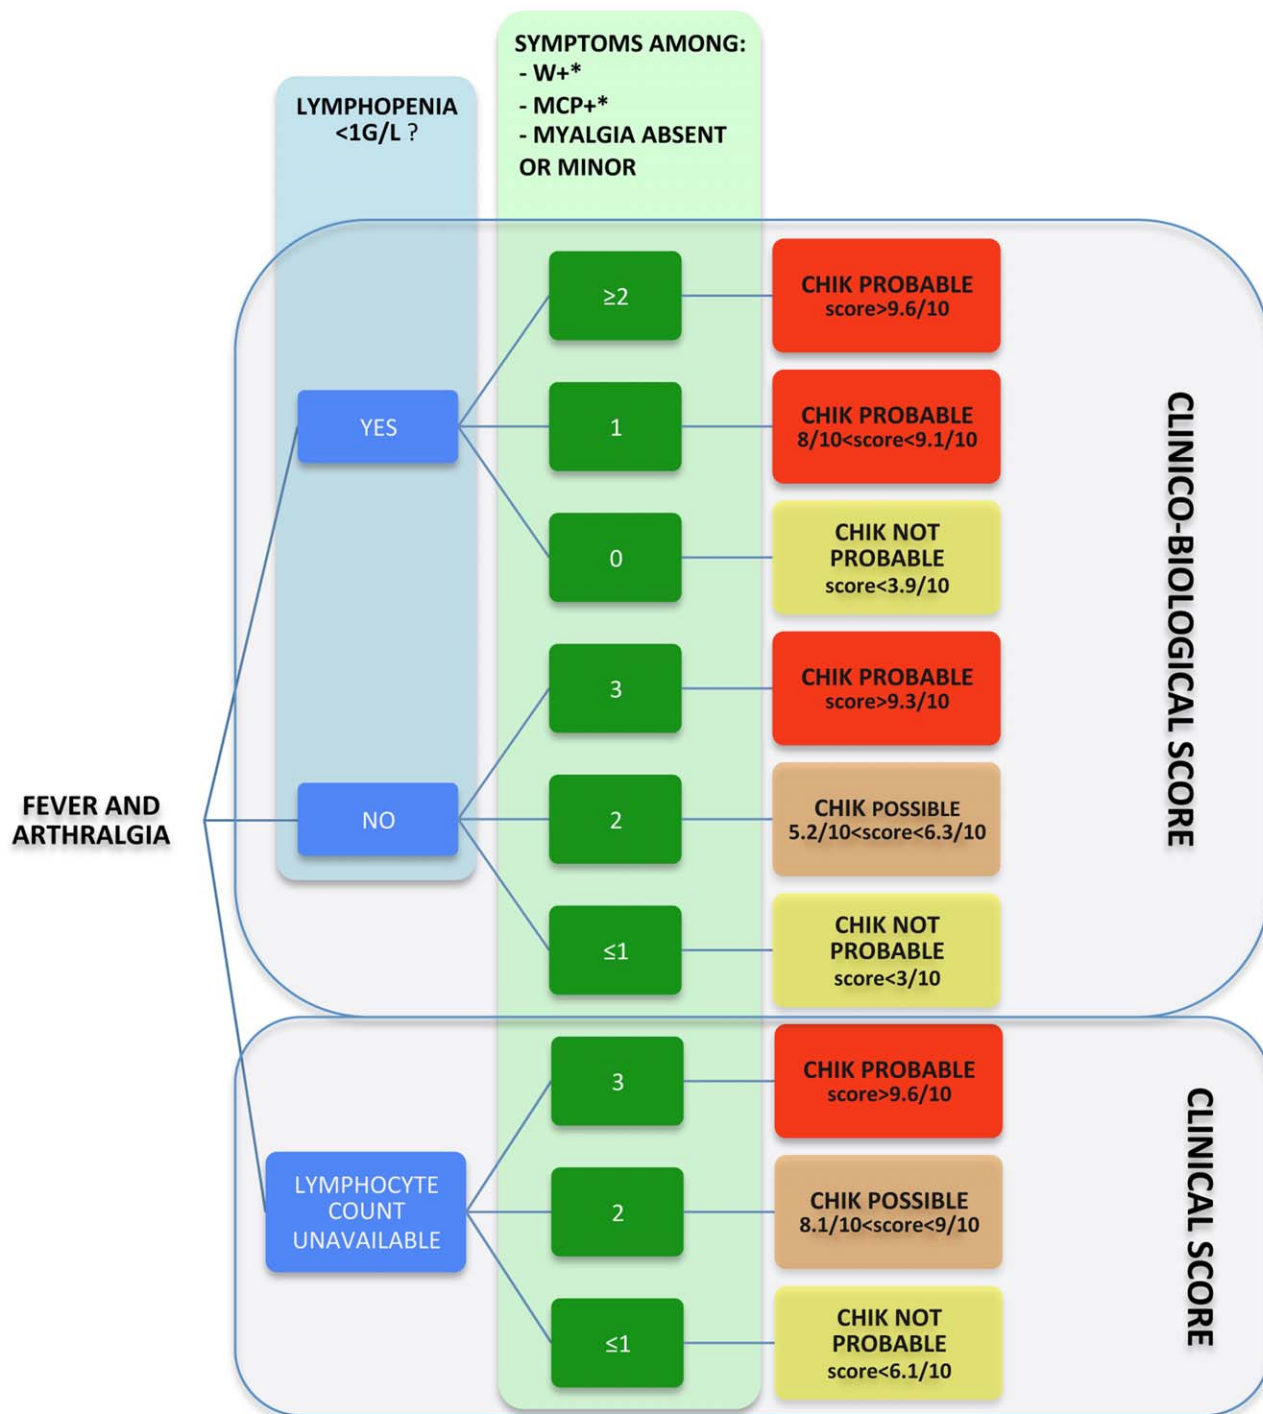 SYMPTOMS AMONG:
- W+*
- MCP+*
- MYALGIA ABSENT
OR MINOR
LYMPHOPENIA
<1G/L ?
≥2
CHIK PROBABLE
score>9.6/10
YES
1
CHIK PROBABLE
8/10<score<9.1/10
0
CHIK NOT
PROBABLE
score<3.9/10
3
CHIK PROBABLE
score>9.3/10
FEVER AND
ARTHRALGIA
NO
2
CHIK POSSIBLE
5.2/10<score<6.3/10
≤1
CHIK NOT
PROBABLE
score<3/10
CLINICO-BIOLOGICAL SCORE
3
CHIK PROBABLE
score>9.6/10
LYMPHOCYTE
COUNT
UNAVAILABLE
2
CHIK POSSIBLE
8.1/10<score<9/10
≤1
CHIK NOT
PROBABLE
score<6.1/10
CLINICAL SCORE